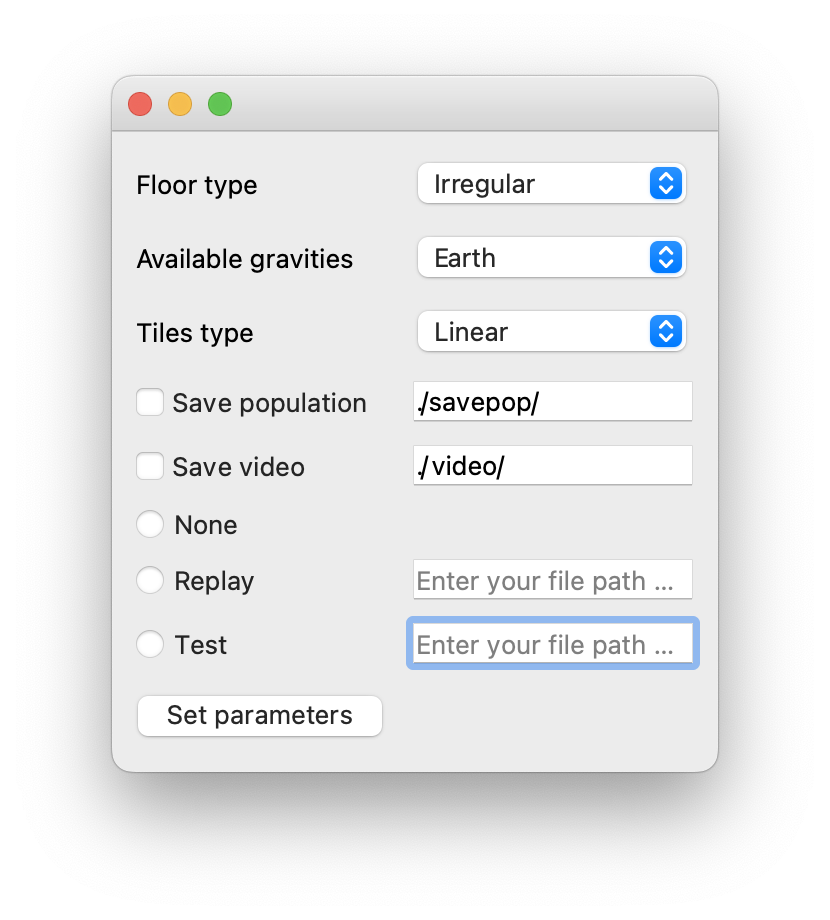 Floor type Irregular
Available gravities Earth
Tiles type Linear
Save population ./savepop/
Save video ./video/
None
Replay Enter your file path ...
Test Enter your file path ...
Set parameters